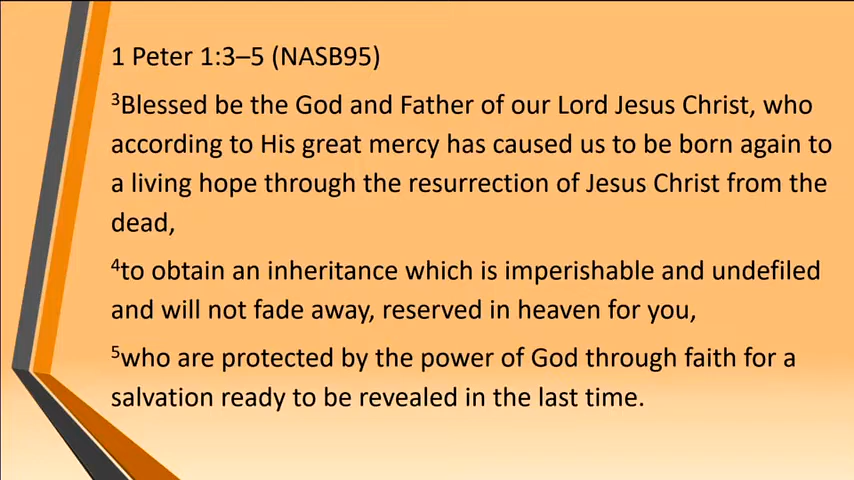 1 Peter 1:3–5 (NASB95)
³Blessed be the God and Father of our Lord Jesus Christ, who
according to His great mercy has caused us to be born again to
a living hope through the resurrection of Jesus Christ from the
dead,
⁴to obtain an inheritance which is imperishable and undefiled
and will not fade away, reserved in heaven for you,
⁵who are protected by the power of God through faith for a
salvation ready to be revealed in the last time.